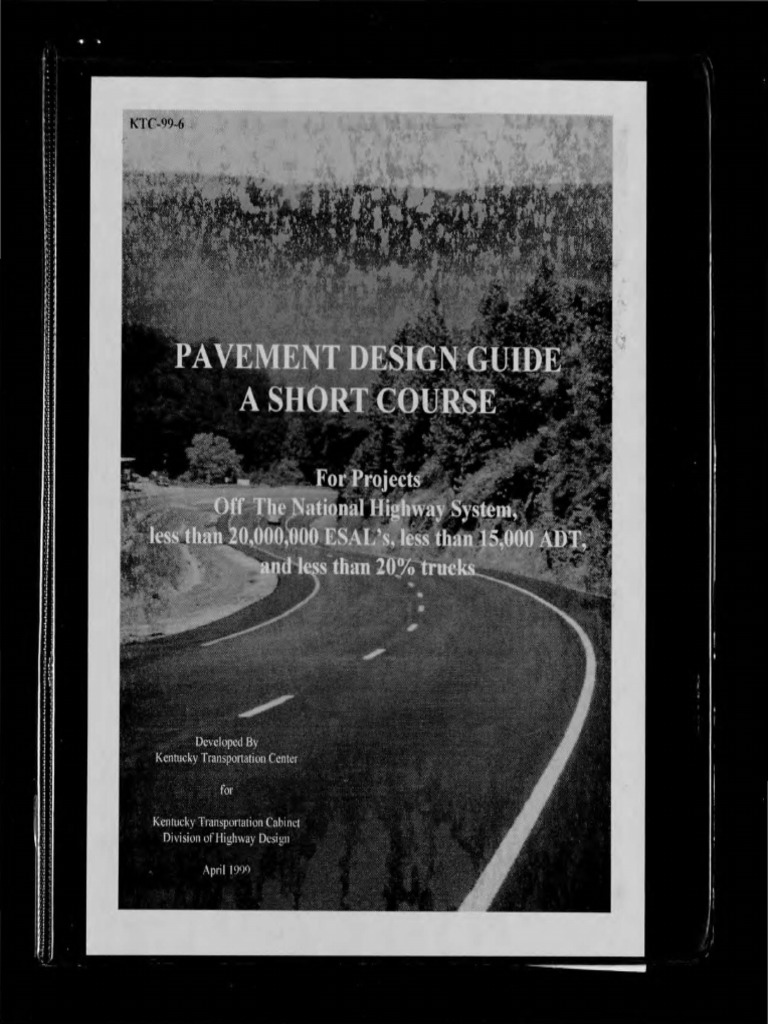 KTC-99-6
PAVEMENT DESIGN GUIDE
A SHORT COURSE
For Projects
Off The National Highway System,
less than 20,000,000 ESAL's, less than 15,000 ADT,
and less than 20% trucks
Developed By
Kentucky Transportation Center
for
Kentucky Transportation Cabinet
Division of Highway Design
April 1999